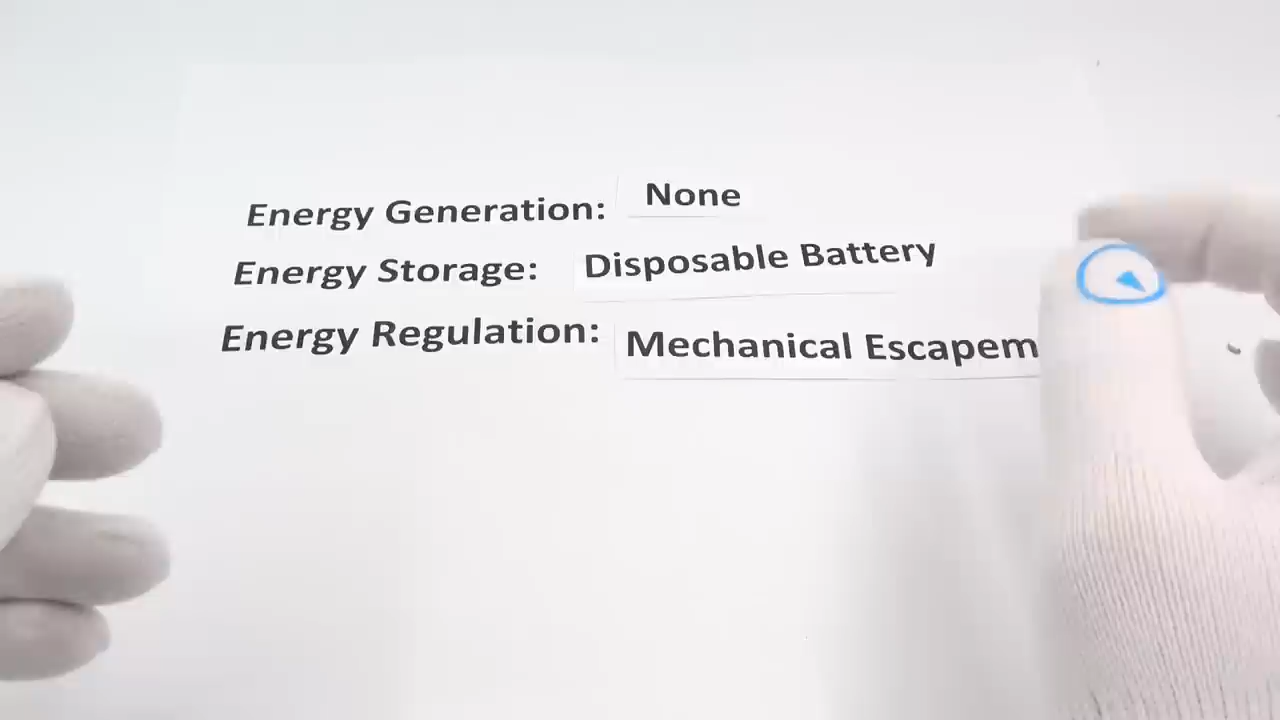 Energy Generation: None
Energy Storage: Disposable Battery
Energy Regulation: Mechanical Escapem